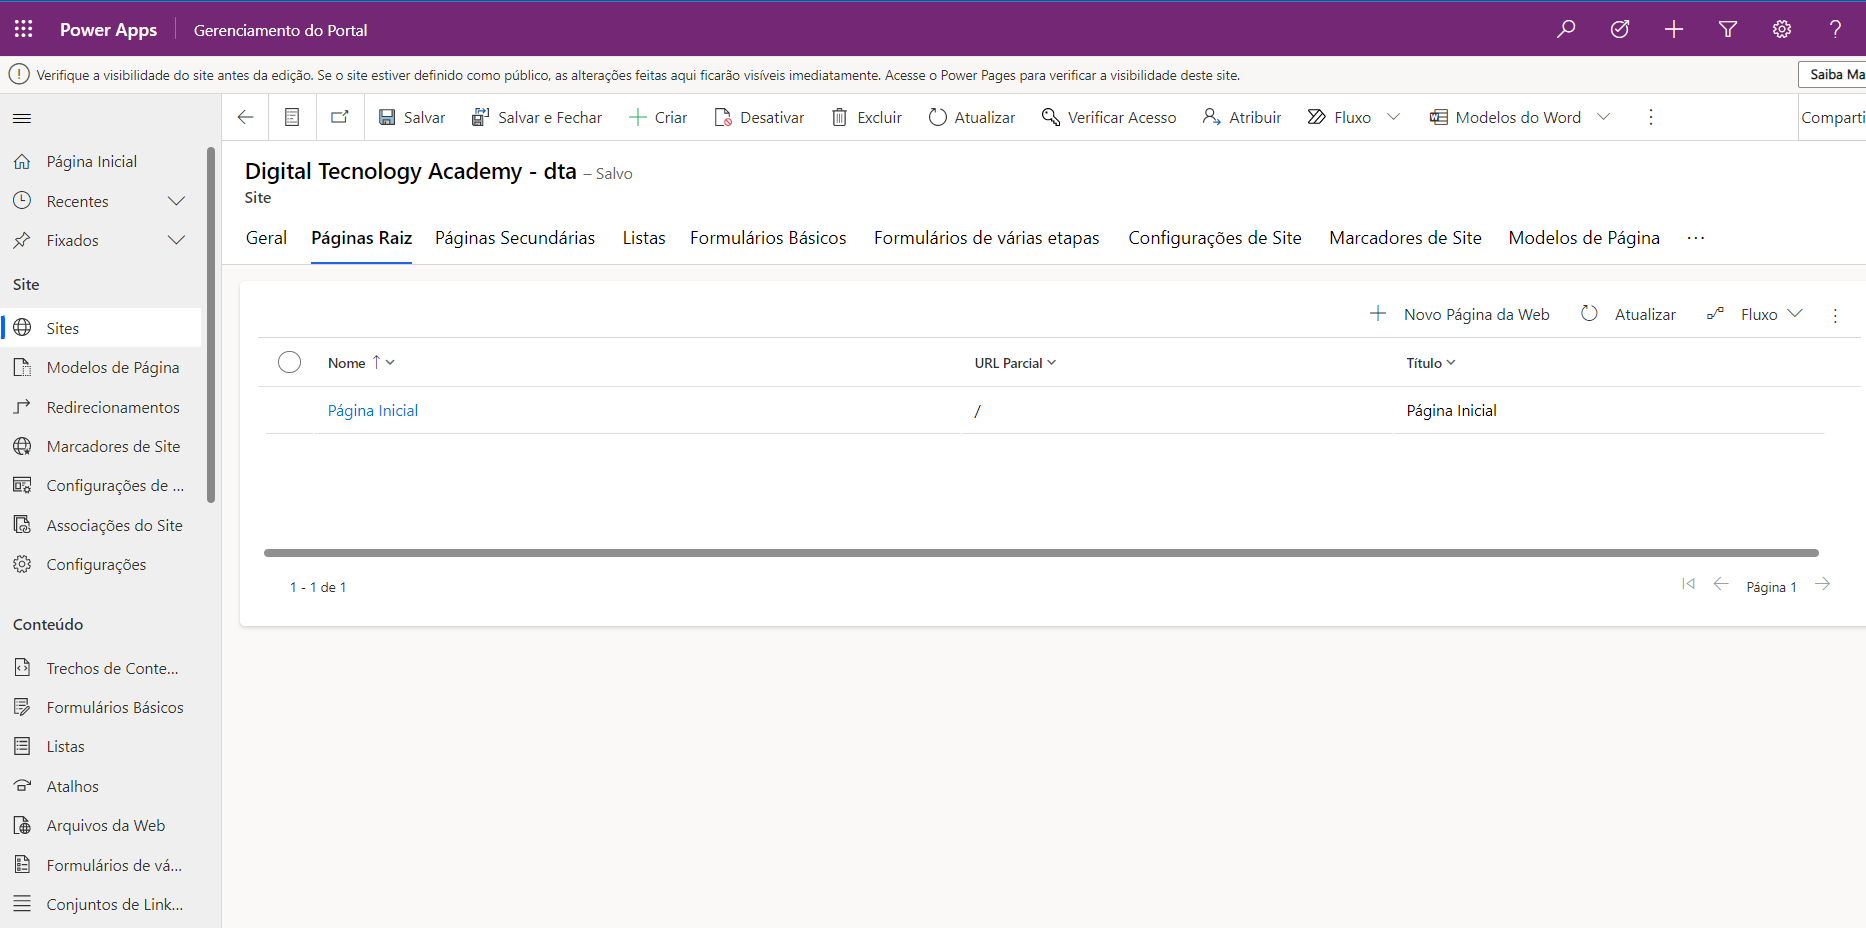 Power Apps
Gerenciamento do Portal
?
Verifique a visibilidade do site antes da edição. Se o site estiver definido como público, as alterações feitas aqui ficarão visíveis imediatamente. Acesse o Power Pages para verificar a visibilidade deste site.
Saiba Ma
Salvar
Salvar e Fechar
Criar
Desativar
Excluir
Atualizar
Verificar Acesso
Atribuir
Fluxo
Modelos do Word
Comparti
Página Inicial
Recentes
Fixados
Site
Sites
Modelos de Página
Redirecionamentos
Marcadores de Site
Configurações de ...
Associações do Site
Configurações
Conteúdo
Trechos de Conte...
Formulários Básicos
Listas
Atalhos
Arquivos da Web
Formulários de vá...
Conjuntos de Link...
Digital Tecnology Academy - dta – Salvo
Site
Geral
Páginas Raiz
Páginas Secundárias
Listas
Formulários Básicos
Formulários de várias etapas
Configurações de Site
Marcadores de Site
Modelos de Página
...
Novo Página da Web
Atualizar
Fluxo
Nome
URL Parcial
Título
Página Inicial
/
Página Inicial
1 - 1 de 1
Página 1